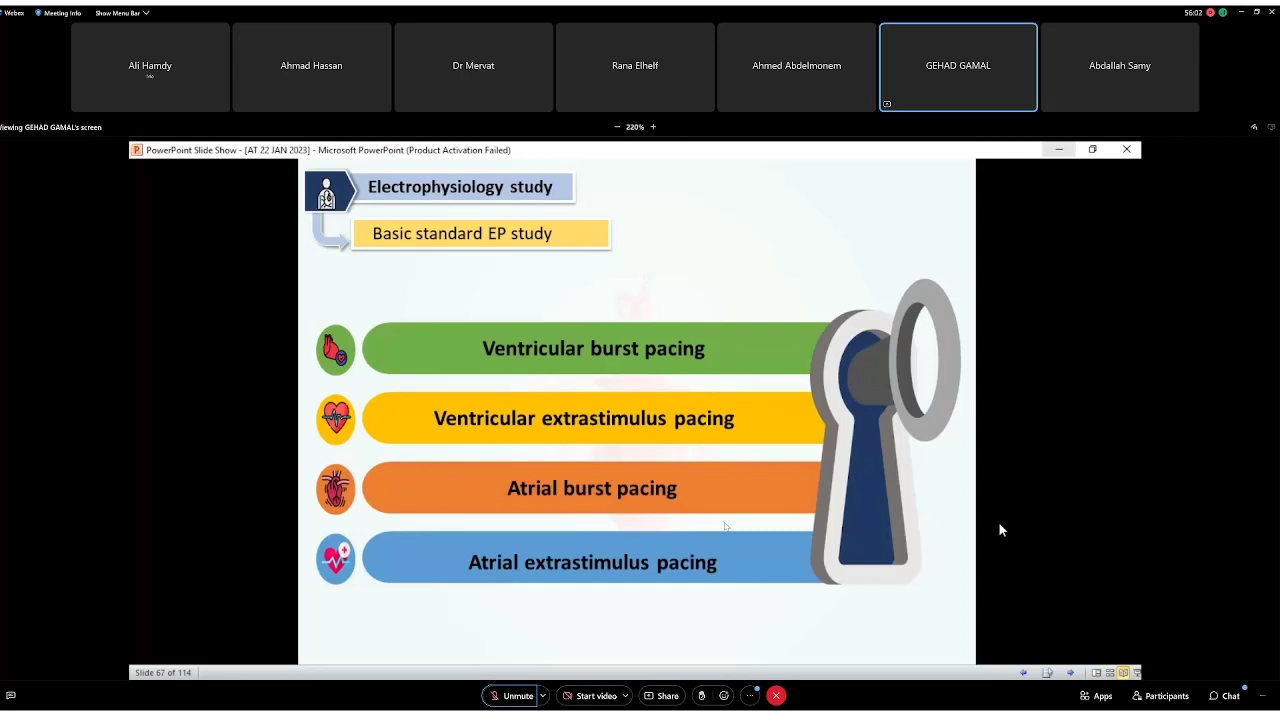 Webex
Meeting Info
Show Menu Bar
56:02
Ali Hamdy
Ahmad Hassan
Dr Mervat
Rana Elhelf
Ahmed Abdelmonem
GEHAD GAMAL
Abdallah Samy
iewing GEHAD GAMAL's screen
220%
PowerPoint Slide Show - [AT 22 JAN 2023] - Microsoft PowerPoint (Product Activation Failed)
Electrophysiology study
Basic standard EP study
Ventricular burst pacing
Ventricular extrastimulus pacing
Atrial burst pacing
Atrial extrastimulus pacing
Slide 67 of 114
Unmute
Start video
Share
Apps
Participants
Chat